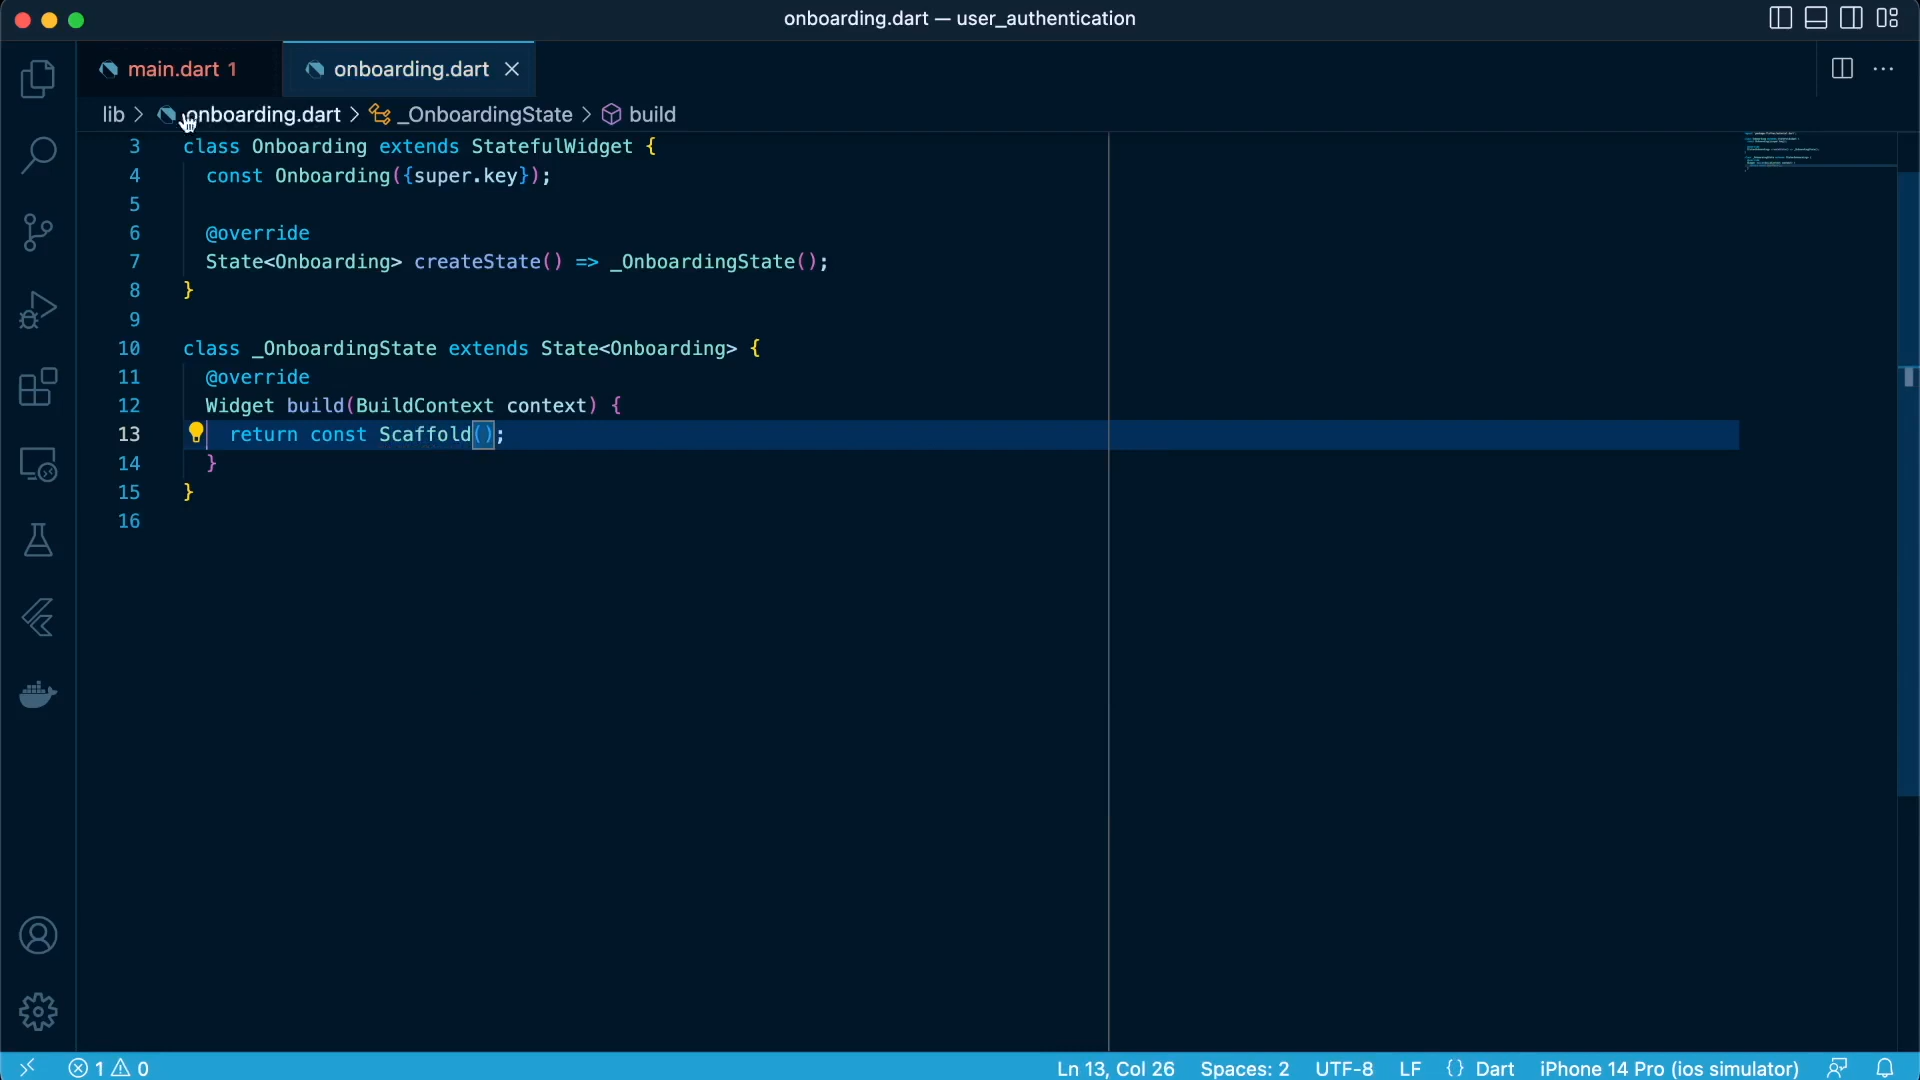 onboarding.dart — user_authentication
main.dart 1
onboarding.dart
lib > onboarding.dart > _OnboardingState > build
3 class Onboarding extends StatefulWidget {
4 const Onboarding({super.key});
5
6 @override
7 State<Onboarding> createState() => _OnboardingState();
8 }
9
10 class _OnboardingState extends State<Onboarding> {
11 @override
12 Widget build(BuildContext context) {
13 return const Scaffold();
14 }
15 }
16
1 0 Ln 13, Col 26 Spaces: 2 UTF-8 LF {} Dart iPhone 14 Pro (ios simulator)